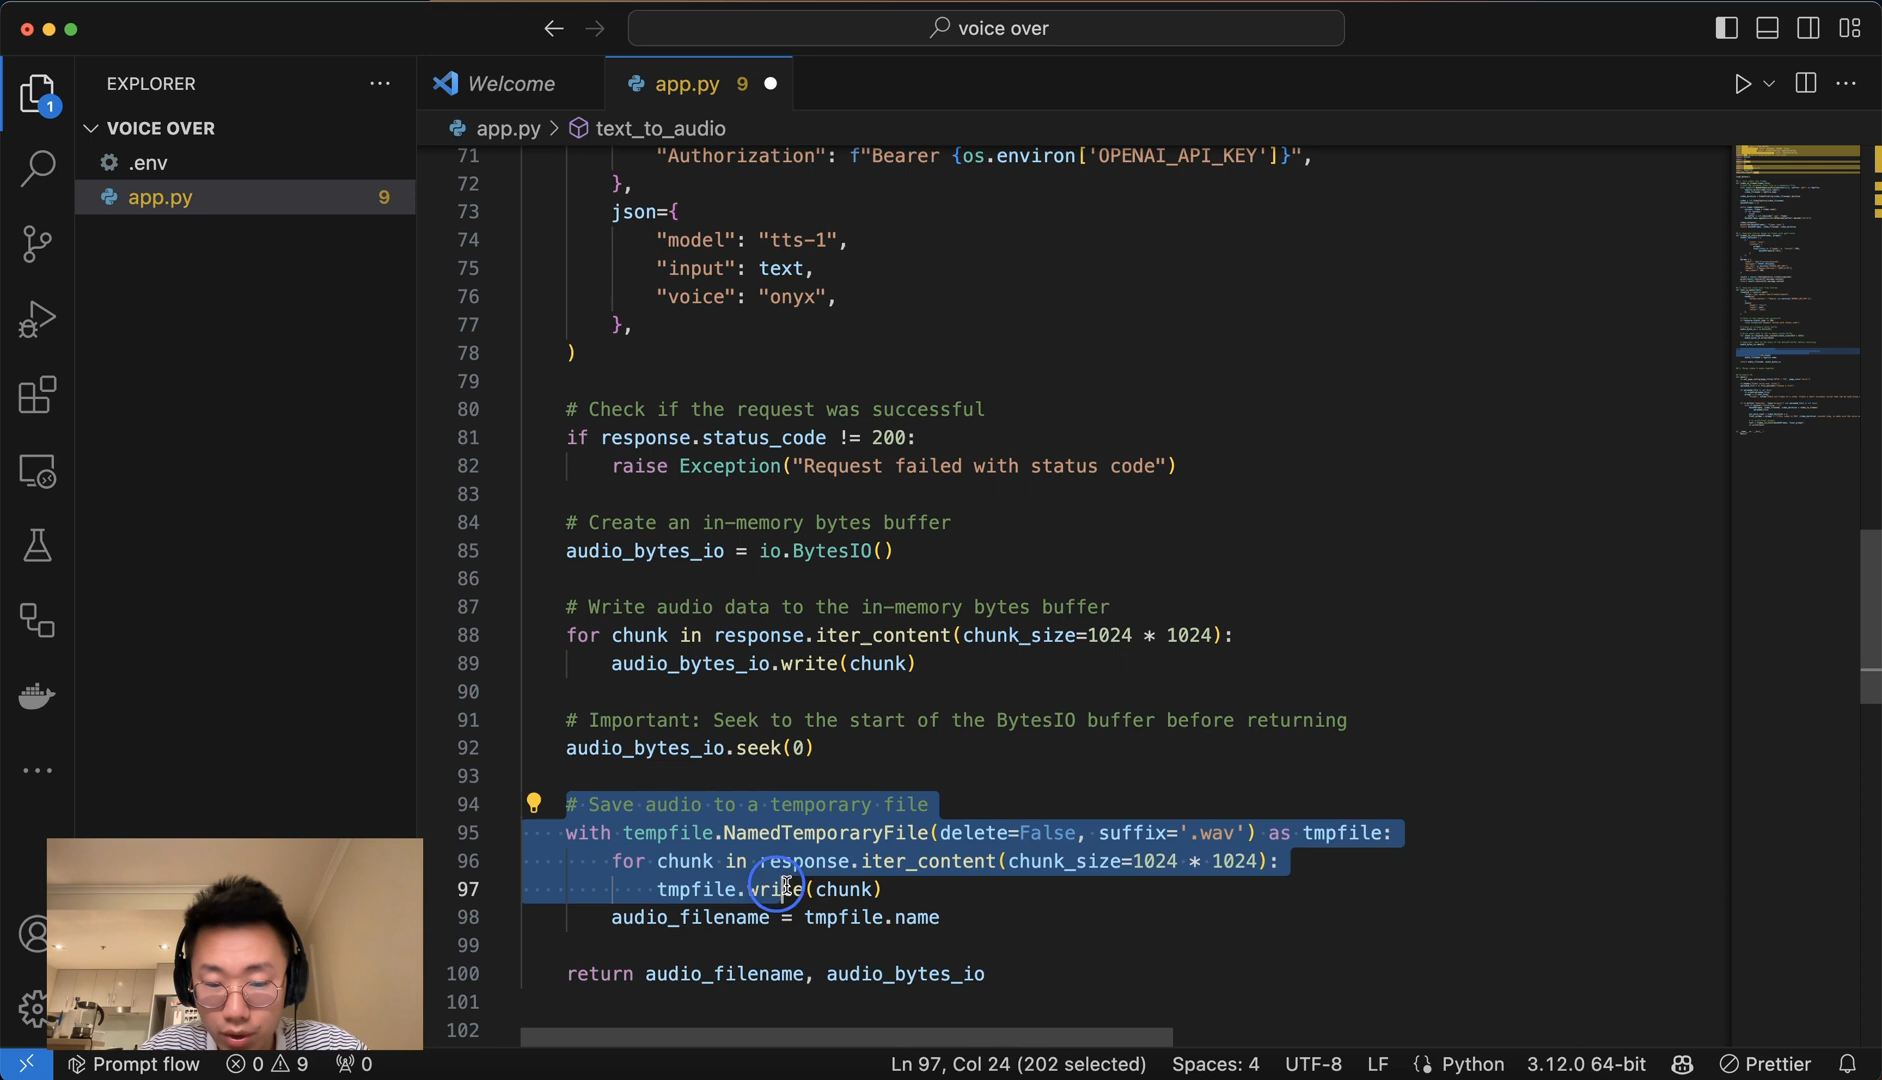 voice over
EXPLORER
Welcome
app.py 9
1
VOICE OVER
app.py > text_to_audio
.env
app.py 9
71 "Authorization": f"Bearer {os.environ['OPENAI_API_KEY']}",
72 },
73 json={
74 "model": "tts-1",
75 "input": text,
76 "voice": "onyx",
77 },
78 )
79
80 # Check if the request was successful
81 if response.status_code != 200:
82 raise Exception("Request failed with status code")
83
84 # Create an in-memory bytes buffer
85 audio_bytes_io = io.BytesIO()
86
87 # Write audio data to the in-memory bytes buffer
88 for chunk in response.iter_content(chunk_size=1024 * 1024):
89 audio_bytes_io.write(chunk)
90
91 # Important: Seek to the start of the BytesIO buffer before returning
92 audio_bytes_io.seek(0)
93
94 # Save audio to a temporary file
95 with tempfile.NamedTemporaryFile(delete=False, suffix='.wav') as tmpfile:
96 for chunk in response.iter_content(chunk_size=1024 * 1024):
97 tmpfile.write(chunk)
98 audio_filename = tmpfile.name
99
100 return audio_filename, audio_bytes_io
101
102
Prompt flow 0 9 0 Ln 97, Col 24 (202 selected) Spaces: 4 UTF-8 LF Python 3.12.0 64-bit Prettier